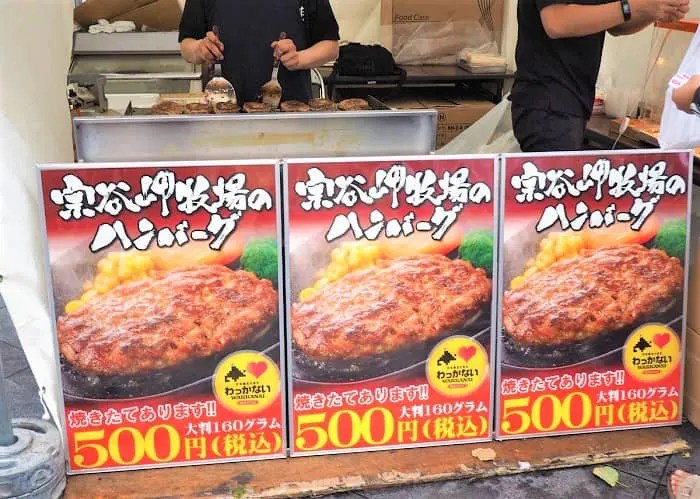 Food Case
宗谷岬牧場の
ハンバーグ
わっかない
WAKKANAI
焼きたてあります!!
大判160グラム
500円(税込)
宗谷岬牧場の
ハンバーグ
わっかない
WAKKANAI
焼きたてあります!!
大判160グラム
500円(税込)
宗谷岬牧場の
ハンバーグ
わっかない
WAKKANAI
焼きたてあります!!
大判160グラム
500円(税込)